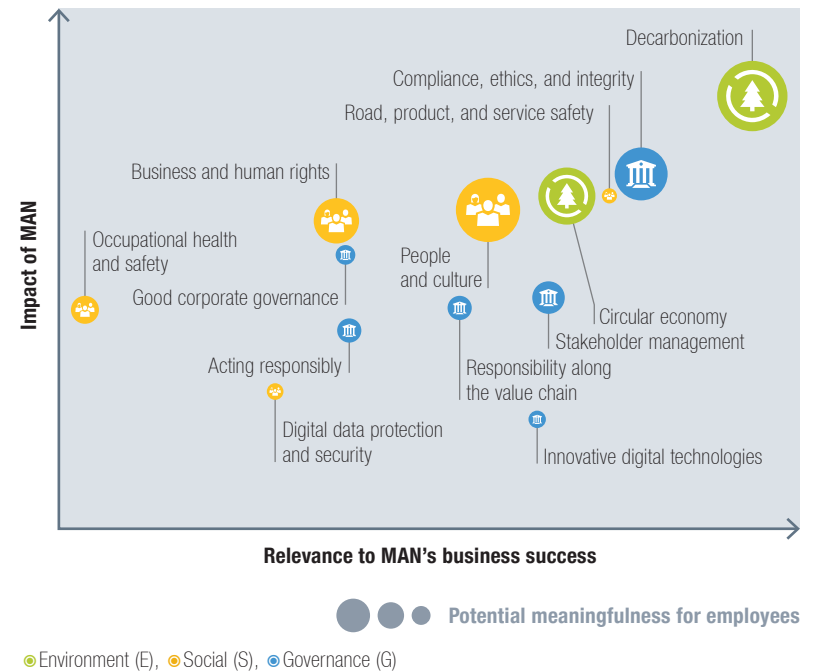 Decarbonization
Compliance, ethics, and integrity
Road, product, and service safety
Business and human rights
Occupational health
and safety
People
and culture
Good corporate governance
Circular economy
Stakeholder management
Acting responsibly
Responsibility along
the value chain
Digital data protection
and security
Innovative digital technologies
Impact of MAN
Relevance to MAN's business success
Potential meaningfulness for employees
Environment (E), Social (S), Governance (G)